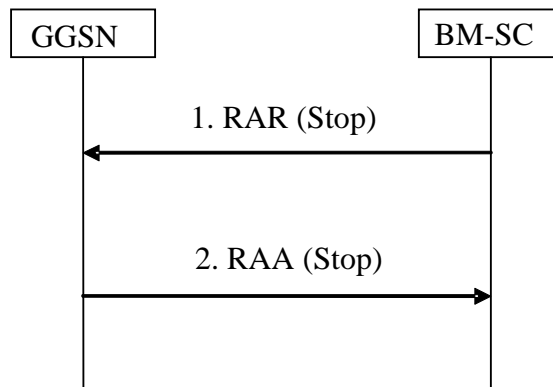 GGSN
BM-SC
1. RAR (Stop)
2. RAA (Stop)